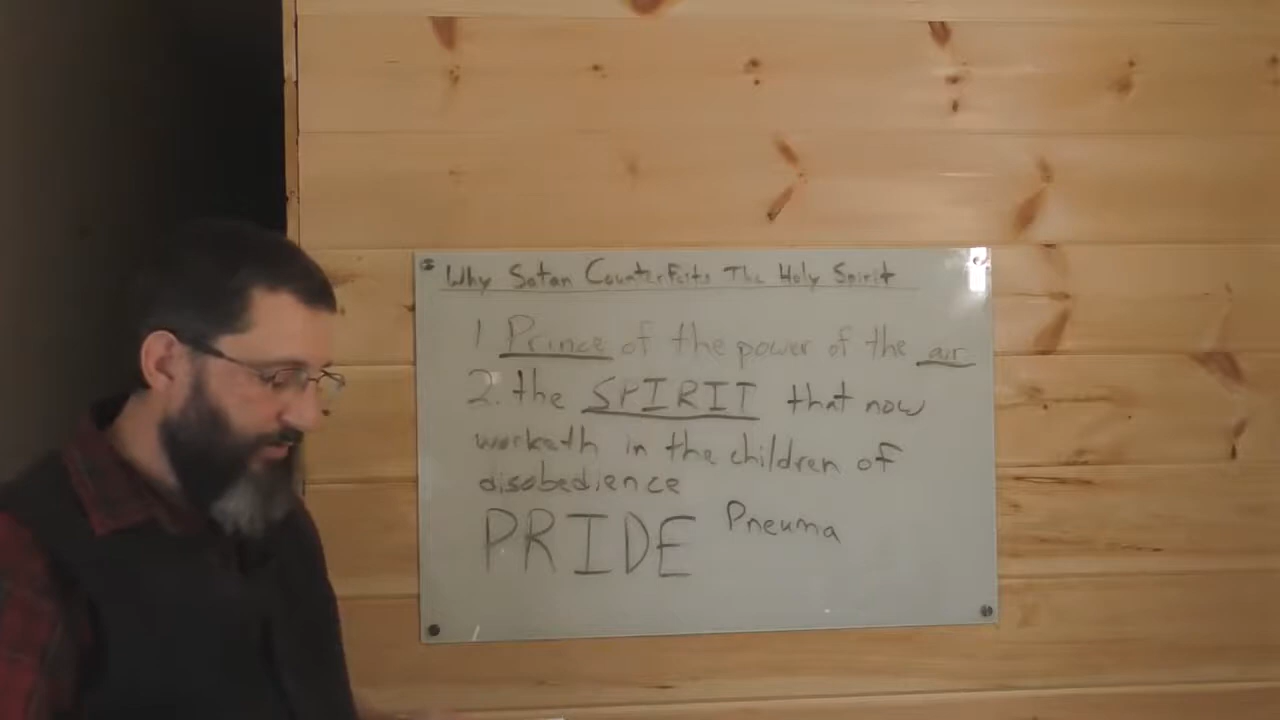 Why Satan Counterfeits The Holy Spirit
1 Prince of the power of the air
2. the SPIRIT that now
worketh in the children of
disobedience
PRIDE Pneuma